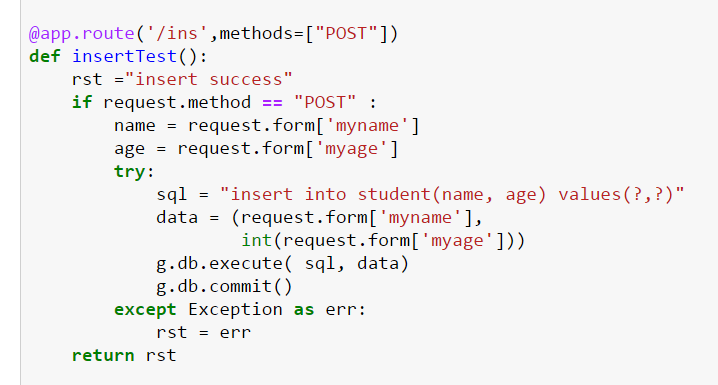 @app.route('/ins',methods=["POST"])
def insertTest():
    rst ="insert success"
    if request.method == "POST" :
        name = request.form['myname']
        age = request.form['myage']
        try:
            sql = "insert into student(name, age) values(?,?)"
            data = (request.form['myname'],
                    int(request.form['myage']))
            g.db.execute( sql, data)
            g.db.commit()
        except Exception as err:
            rst = err
    return rst